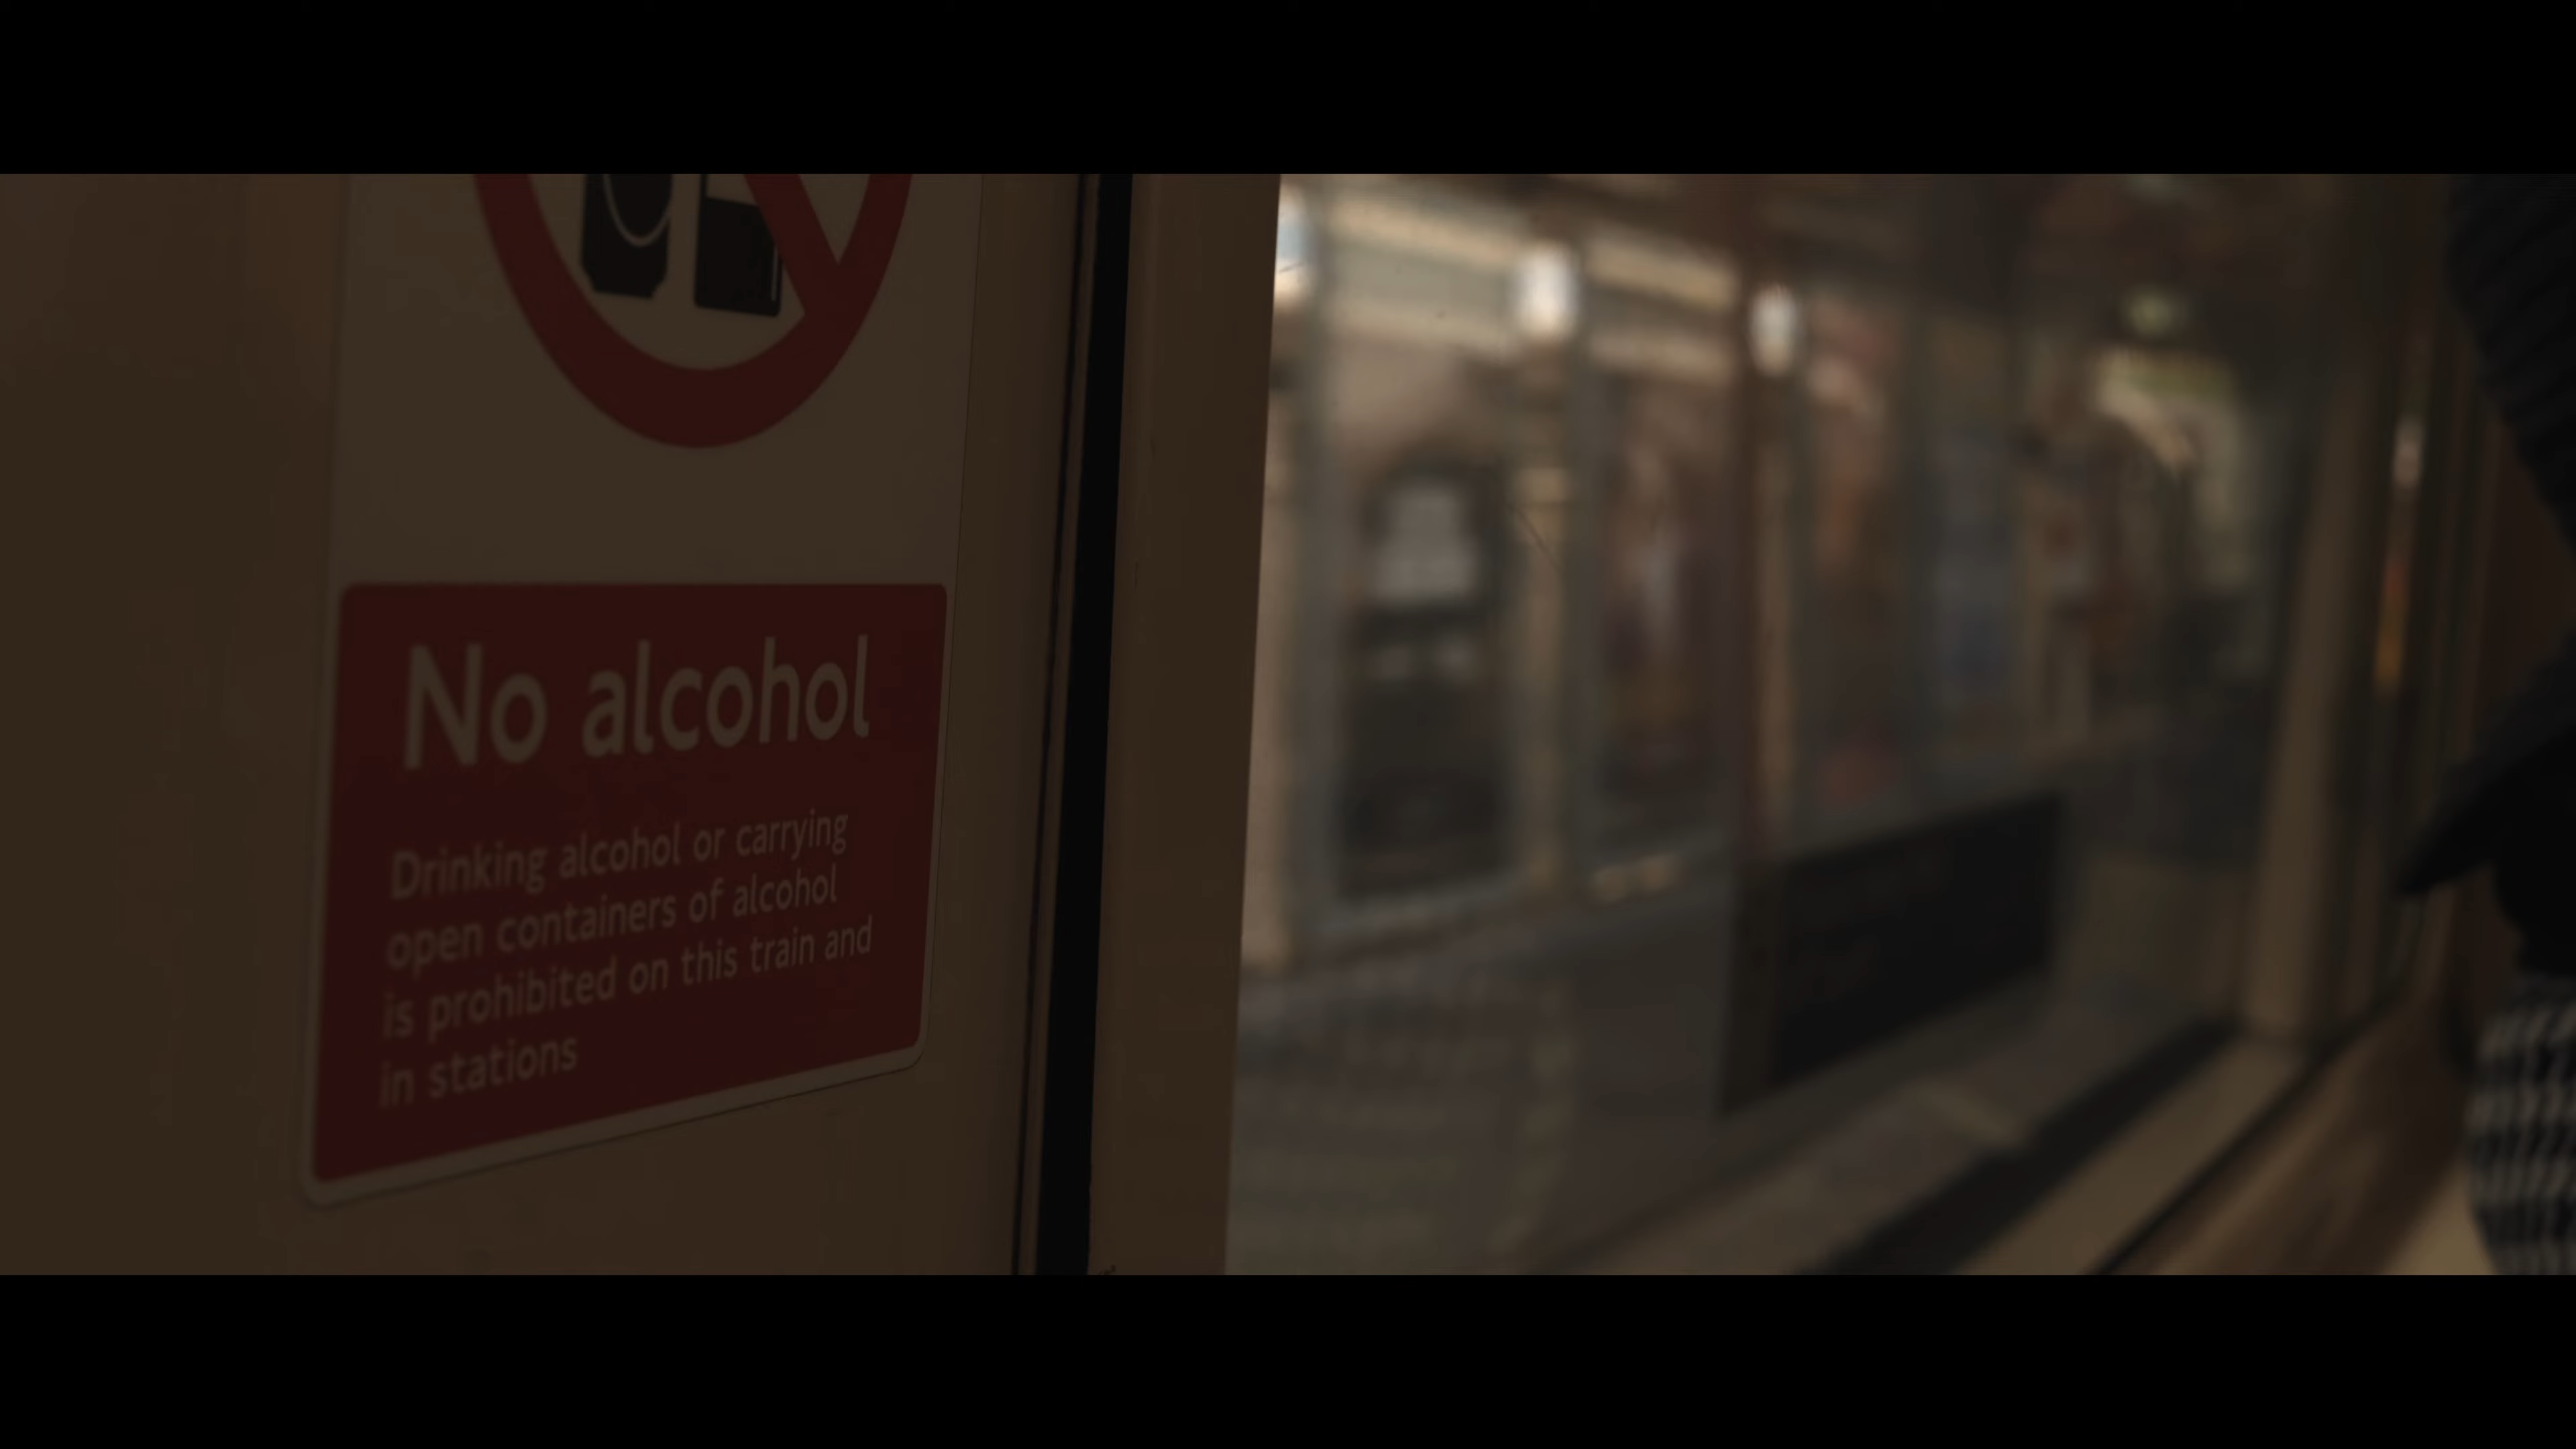 No alcohol
Drinking alcohol or carrying
open containers of alcohol
is prohibited on this train and
in stations